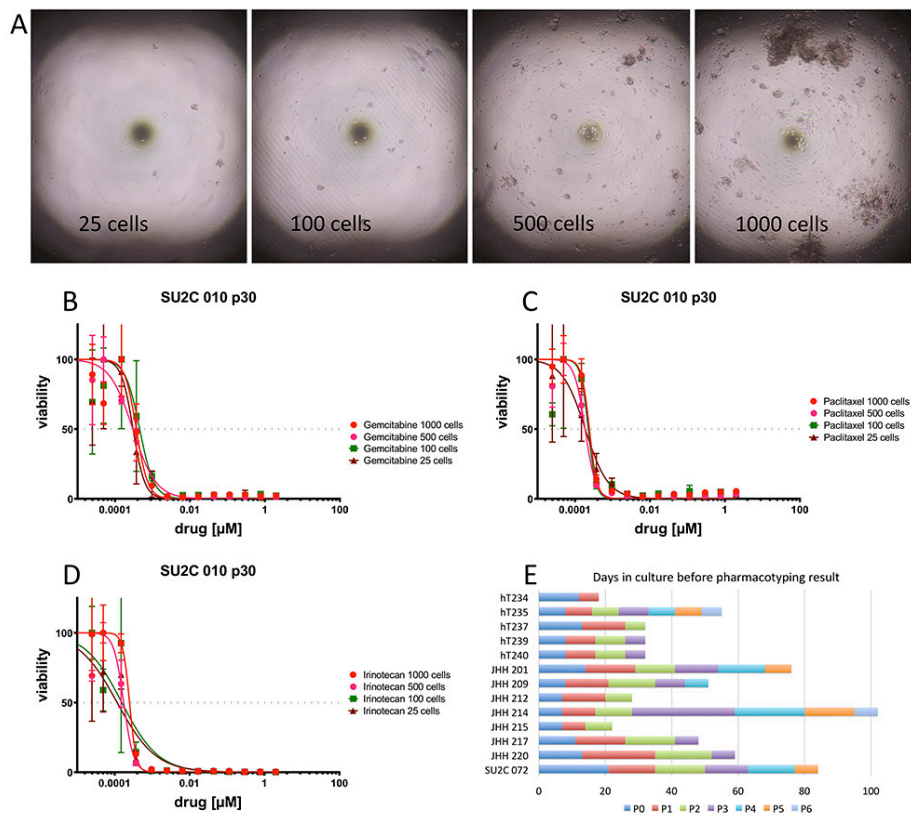 A
25 cells
100 cells
500 cells
1000 cells
B
SU2C 010 p30
viability
100
50
0
0.0001
0.01
1
100
drug [µM]
Gemcitabine 1000 cells
Gemcitabine 500 cells
Gemcitabine 100 cells
Gemcitabine 25 cells
C
SU2C 010 p30
viability
100
50
0
0.0001
0.01
1
100
drug [µM]
Paclitaxel 1000 cells
Paclitaxel 500 cells
Paclitaxel 100 cells
Paclitaxel 25 cells
D
SU2C 010 p30
viability
100
50
0
0.0001
0.01
1
100
drug [µM]
Irinotecan 1000 cells
Irinotecan 500 cells
Irinotecan 100 cells
Irinotecan 25 cells
E
Days in culture before pharmacotyping result
hT234
hT235
hT237
hT239
hT240
JHH 201
JHH 209
JHH 212
JHH 214
JHH 215
JHH 217
JHH 220
SU2C 072
0 20 40 60 80 100
P0 P1 P2 P3 P4 P5 P6